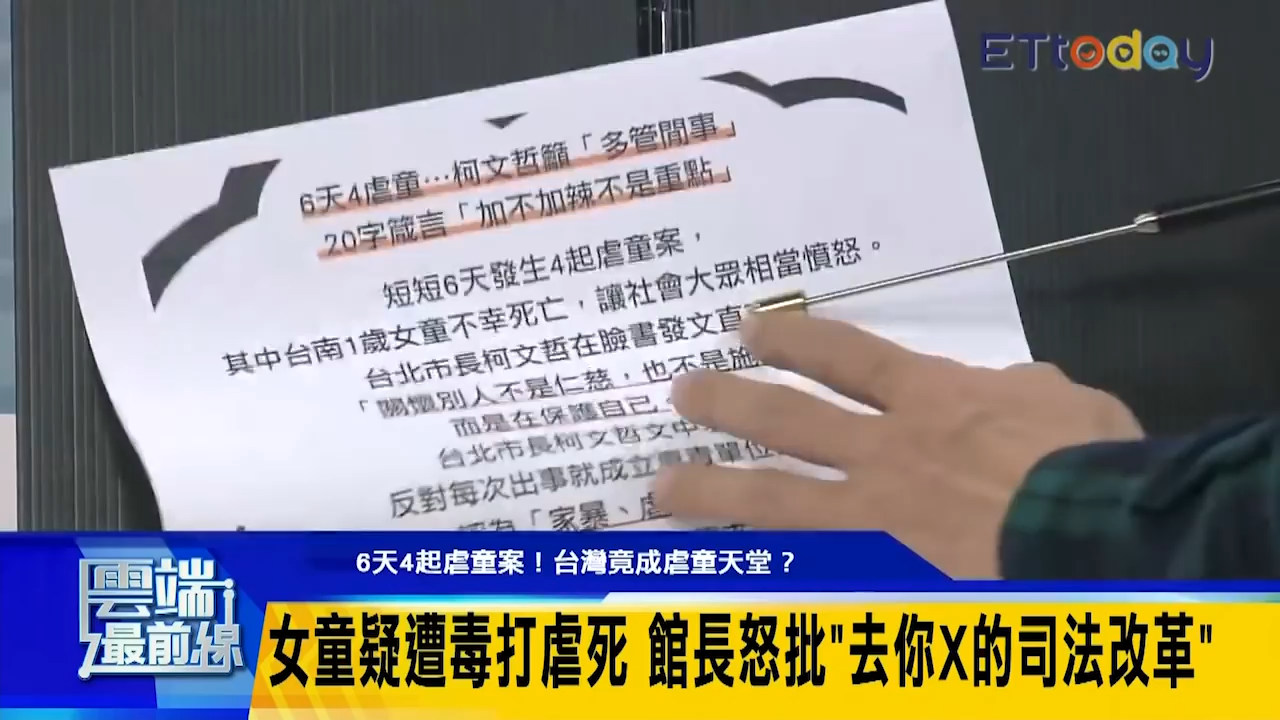 ETtoday
6天4虐童…柯文哲籲「多管閒事」
20字箴言「加不加辣不是重點」
短短6天發生4起虐童案，
其中台南1歲女童不幸死亡，讓社會大眾相當憤怒。
台北市長柯文哲在臉書發文直
「關懷別人不是仁慈，也不是施
而是在保護自己
台北市長柯文哲文中
反對每次出事就成立專責單位
「家暴、虐
6天4起虐童案！台灣竟成虐童天堂？
雲端最前線
女童疑遭毒打虐死 館長怒批"去你X的司法改革"